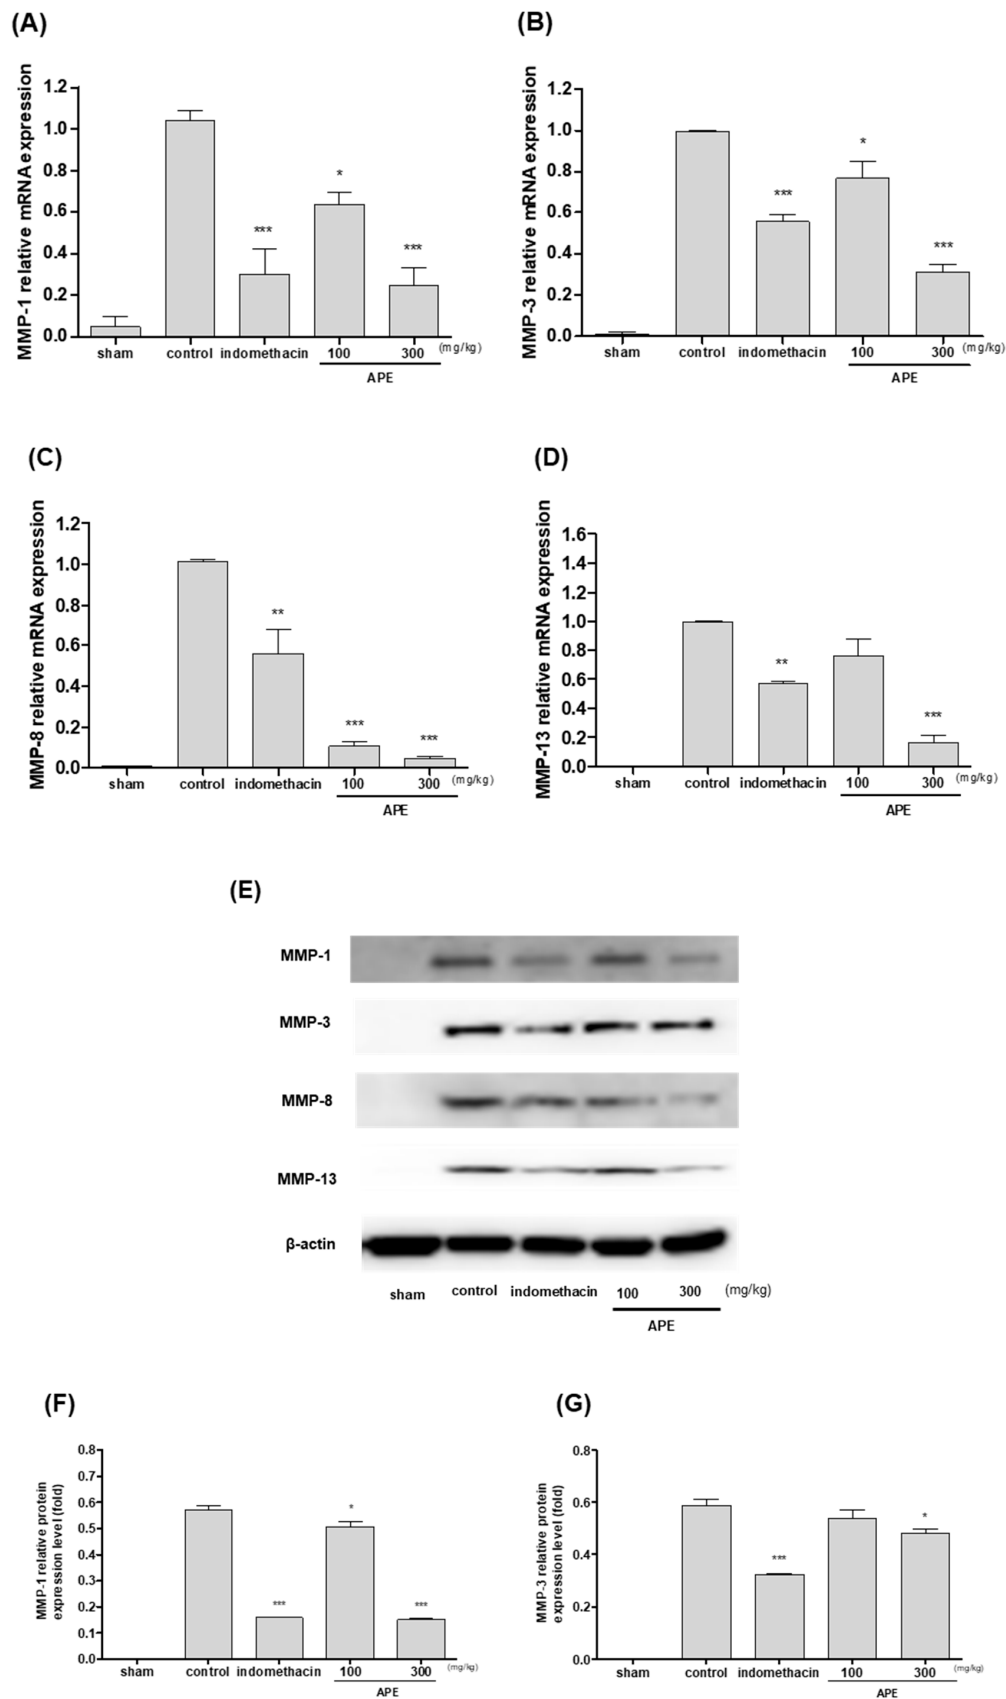 (A)
MMP-1 relative mRNA expression
1.2
1.0
0.8
0.6
0.4
0.2
0.0
***
*
***
sham control indomethacin 100 300 (mg/kg)
APE
(B)
MMP-3 relative mRNA expression
1.2
1.0
0.8
0.6
0.4
0.2
0.0
***
*
***
sham control indomethacin 100 300 (mg/kg)
APE
(C)
MMP-8 relative mRNA expression
1.2
1.0
0.8
0.6
0.4
0.2
0.0
**
***
***
sham control indomethacin 100 300 (mg/kg)
APE
(D)
MMP-13 relative mRNA expression
1.6
1.4
1.2
1.0
0.8
0.6
0.4
0.2
0.0
**
***
sham control indomethacin 100 300 (mg/kg)
APE
(E)
MMP-1
MMP-3
MMP-8
MMP-13
β-actin
sham control indomethacin 100 300 (mg/kg)
APE
(F)
MMP-1 relative protein
expression level (fold)
0.8
0.7
0.6
0.5
0.4
0.3
0.2
0.1
0.0
***
*
***
sham control indomethacin 100 300 (mg/kg)
APE
(G)
MMP-3 relative protein
expression level (fold)
0.8
0.6
0.4
0.2
0.0
***
*
sham control indomethacin 100 300 (mg/kg)
APE